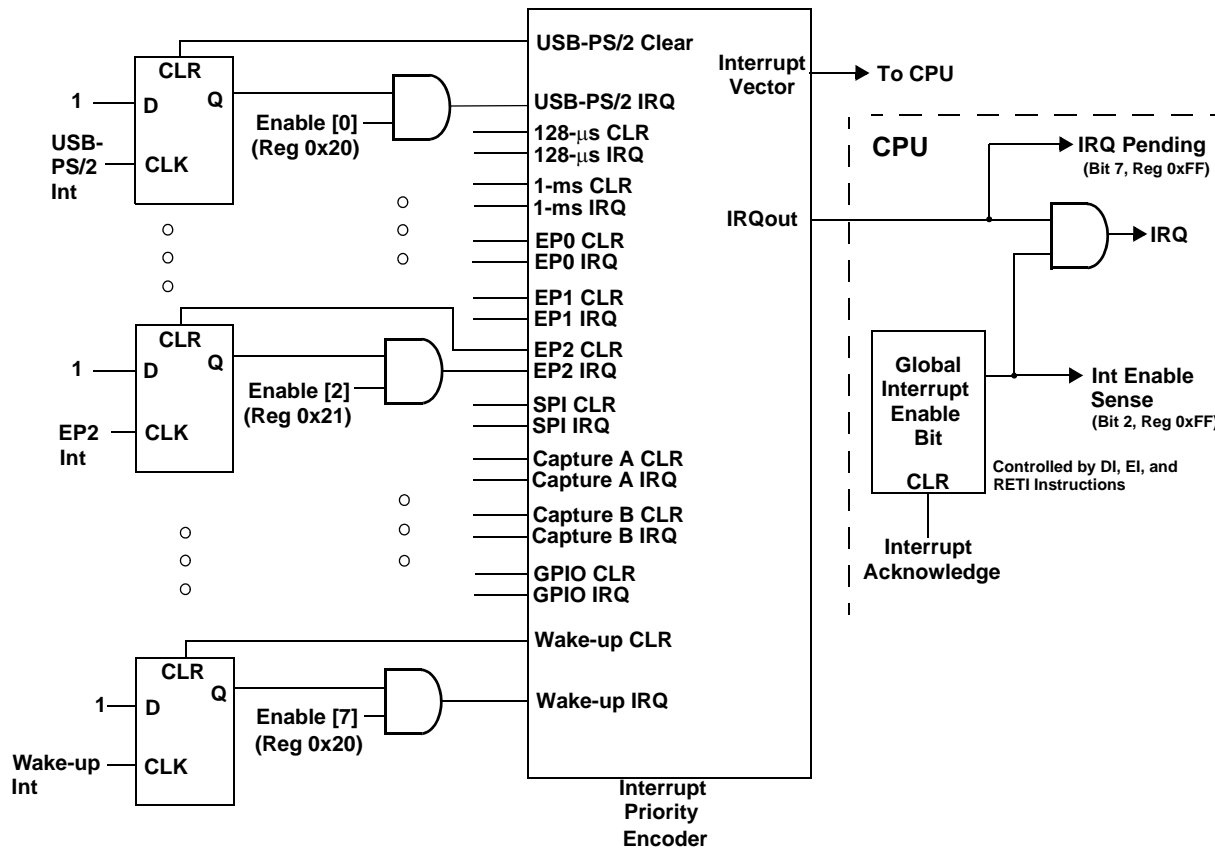 CLR
1
D
Q
USB-
PS/2
Int
CLK
Enable [0]
(Reg 0x20)
CLR
1
D
Q
EP2
Int
CLK
Enable [2]
(Reg 0x21)
CLR
1
D
Q
Wake-up
Int
CLK
Enable [7]
(Reg 0x20)
USB-PS/2 Clear
USB-PS/2 IRQ
128-μs CLR
128-μs IRQ
1-ms CLR
1-ms IRQ
EP0 CLR
EP0 IRQ
EP1 CLR
EP1 IRQ
EP2 CLR
EP2 IRQ
SPI CLR
SPI IRQ
Capture A CLR
Capture A IRQ
Capture B CLR
Capture B IRQ
GPIO CLR
GPIO IRQ
Wake-up CLR
Wake-up IRQ
Interrupt
Vector
IRQout
Interrupt
Priority
Encoder
To CPU
CPU
IRQ Pending
(Bit 7, Reg 0xFF)
IRQ
Global
Interrupt
Enable
Bit
CLR
Int Enable
Sense
(Bit 2, Reg 0xFF)
Controlled by DI, EI, and
RETI Instructions
Interrupt
Acknowledge